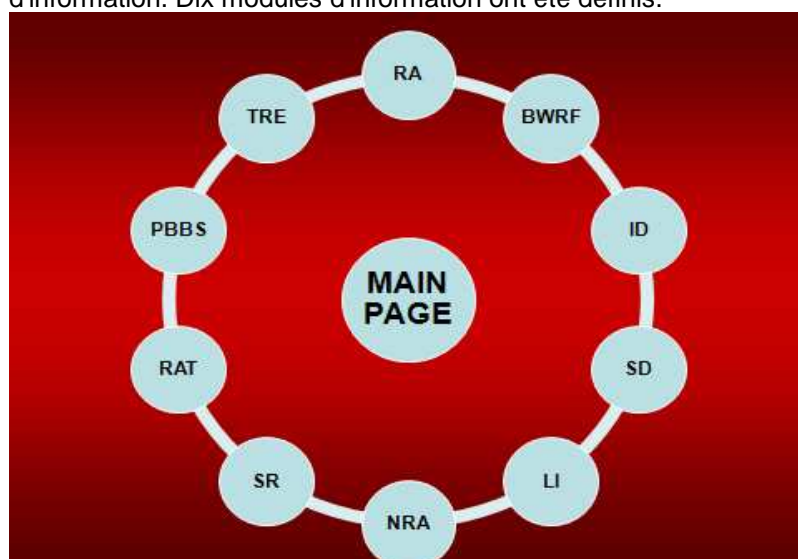 d'information. Dix modules d'information ont été définis.
RA
TRE
BWRF
PBBS
ID
MAIN
PAGE
RAT
SD
SR
LI
NRA